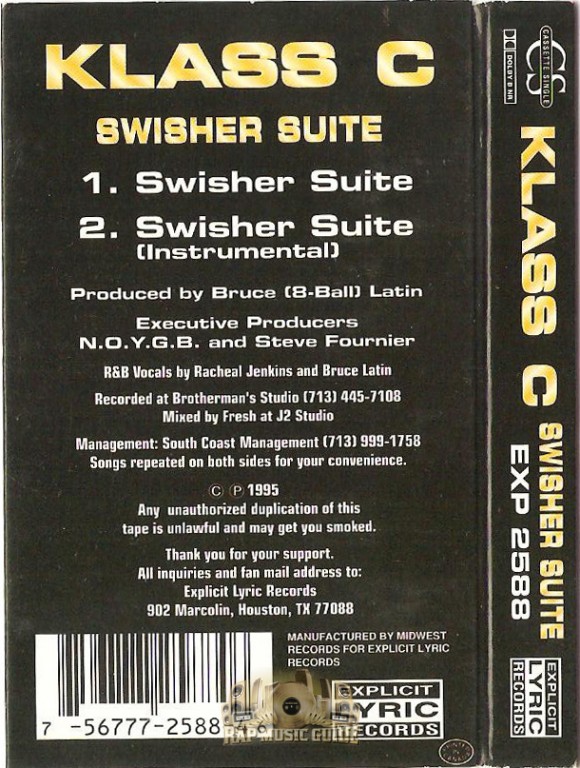 KLASS C
SWISHER SUITE
1. Swisher Suite
2. Swisher Suite
(Instrumental)
Produced by Bruce (8-Ball) Latin
Executive Producers
N.O.Y.G.B. and Steve Fournier
R&B Vocals by Racheal Jenkins and Bruce Latin
Recorded at Brotherman's Studio (713) 445-7108
Mixed by Fresh at J2 Studio
Management: South Coast Management (713) 999-1758
Songs repeated on both sides for your convenience.
© ℗ 1995
Any unauthorized duplication of this
tape is unlawful and may get you smoked.
Thank you for your support.
All inquiries and fan mail address to:
Explicit Lyric Records
902 Marcolin, Houston, TX 77088
MANUFACTURED BY MIDWEST
RECORDS FOR EXPLICIT LYRIC
RECORDS
7 -56777-2588
EXPLICIT
LYRIC
RECORDS
RAP MUSIC GUIDE
CS
CASSETTE SINGLE
DOLBY B NR
KLASS C
SWISHER SUITE
EXP 2588
EXPLICIT
LYRIC
RECORDS